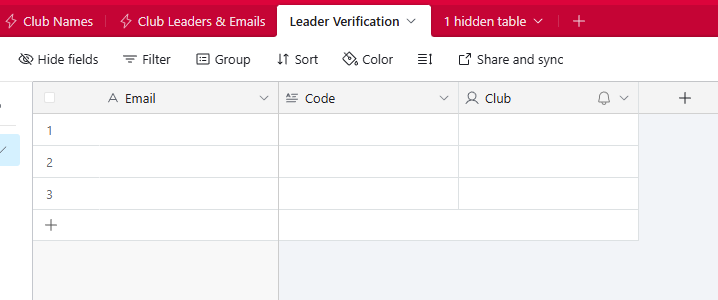 Club Names Club Leaders & Emails Leader Verification 1 hidden table
Hide fields Filter Group Sort Color Share and sync
Email Code Club
1
2
3